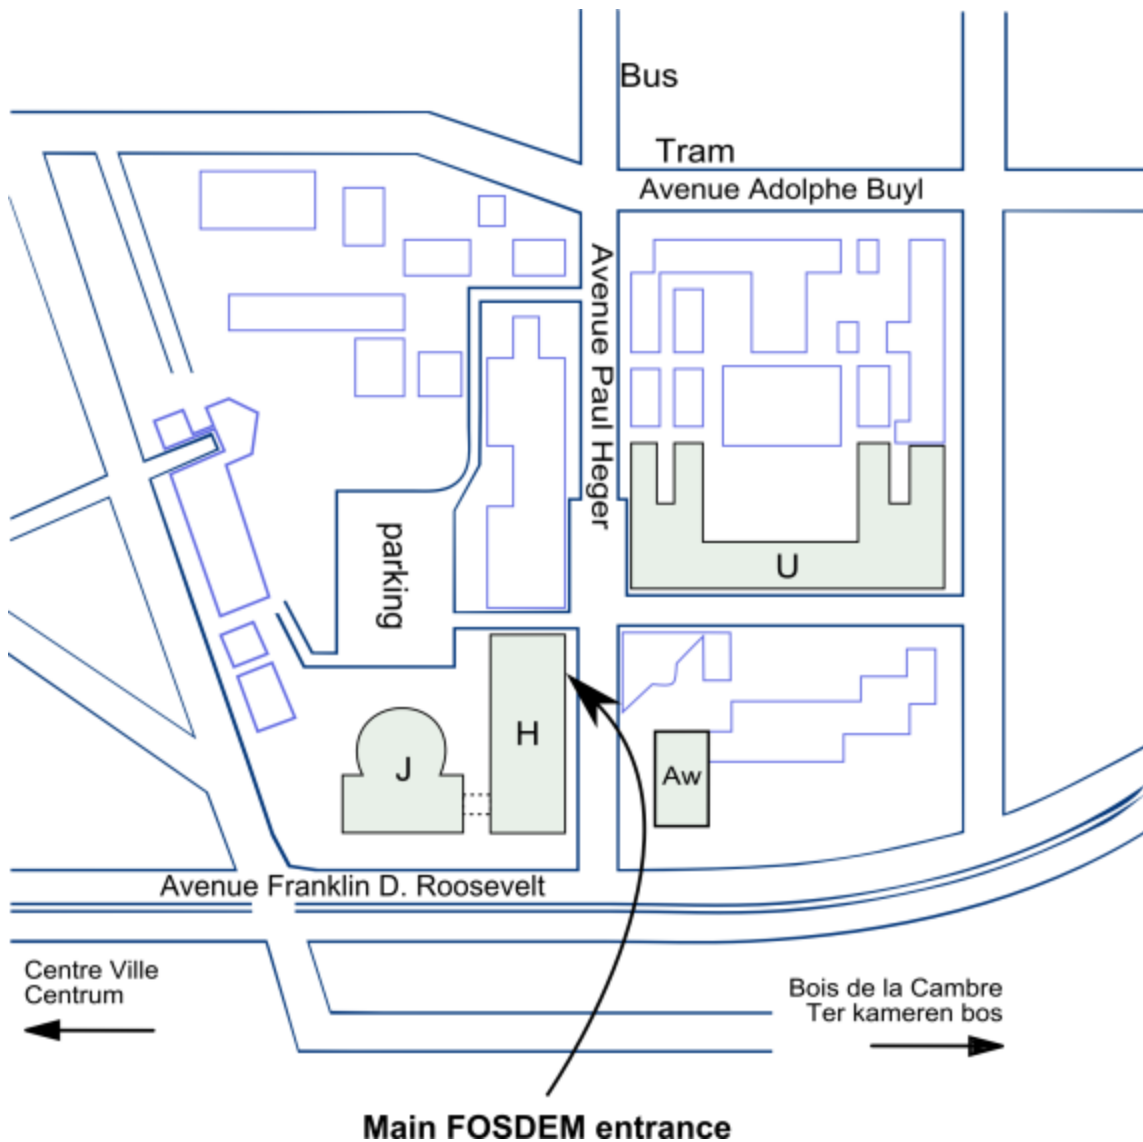 Bus
Tram
Avenue Adolphe Buyl
Avenue Paul Heger
parking
U
H
J
Aw
Avenue Franklin D. Roosevelt
Centre Ville
Centrum
Bois de la Cambre
Ter kameren bos
Main FOSDEM entrance